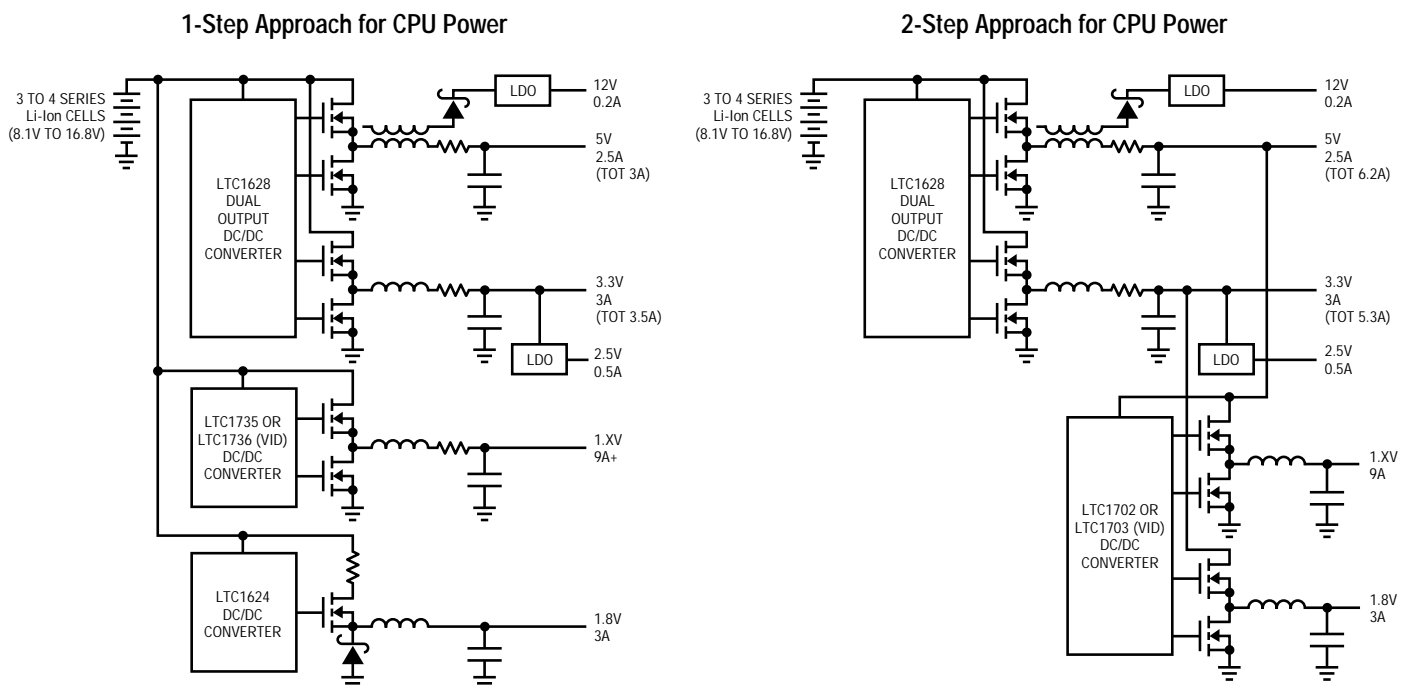 1-Step Approach for CPU Power
3 TO 4 SERIES
Li-Ion CELLS
(8.1V TO 16.8V)
LTC1628
DUAL
OUTPUT
DC/DC
CONVERTER
LDO
12V
0.2A
5V
2.5A
(TOT 3A)
3.3V
3A
(TOT 3.5A)
LDO
2.5V
0.5A
LTC1735 OR
LTC1736 (VID)
DC/DC
CONVERTER
1.XV
9A+
LTC1624
DC/DC
CONVERTER
1.8V
3A
2-Step Approach for CPU Power
3 TO 4 SERIES
Li-Ion CELLS
(8.1V TO 16.8V)
LTC1628
DUAL
OUTPUT
DC/DC
CONVERTER
LDO
12V
0.2A
5V
2.5A
(TOT 6.2A)
3.3V
3A
(TOT 5.3A)
LDO
2.5V
0.5A
LTC1702 OR
LTC1703 (VID)
DC/DC
CONVERTER
1.XV
9A
1.8V
3A